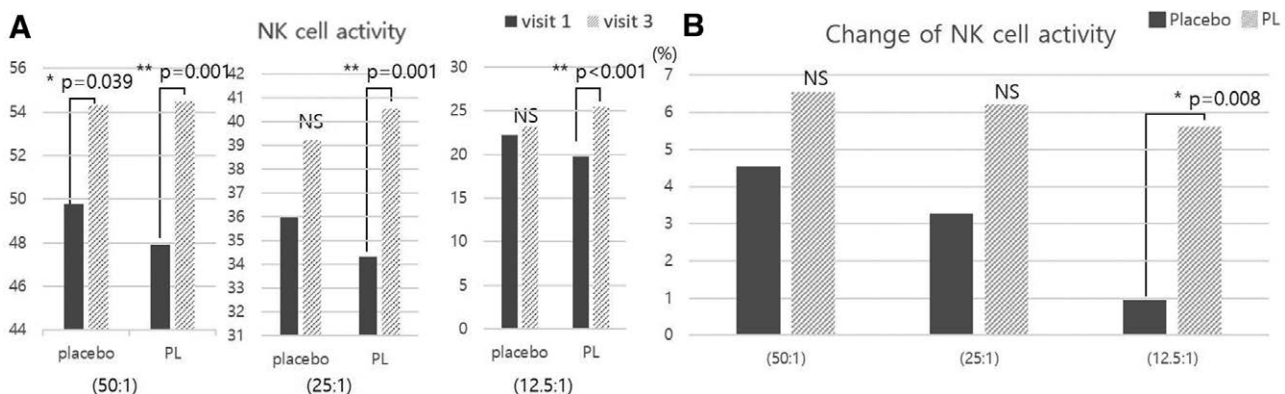 A
NK cell activity
visit 1
visit 3
* p=0.039
** p=0.001
56
54
52
50
48
46
44
placebo
PL
(50:1)
** p=0.001
NS
42
41
40
39
38
37
36
35
34
33
32
31
placebo
PL
(25:1)
** p<0.001
NS
30
25
20
15
10
5
0
placebo
PL
(12.5:1)
B
Change of NK cell activity
Placebo
PL
(%)
7
6
5
4
3
2
1
0
NS
NS
* p=0.008
(50:1)
(25:1)
(12.5:1)